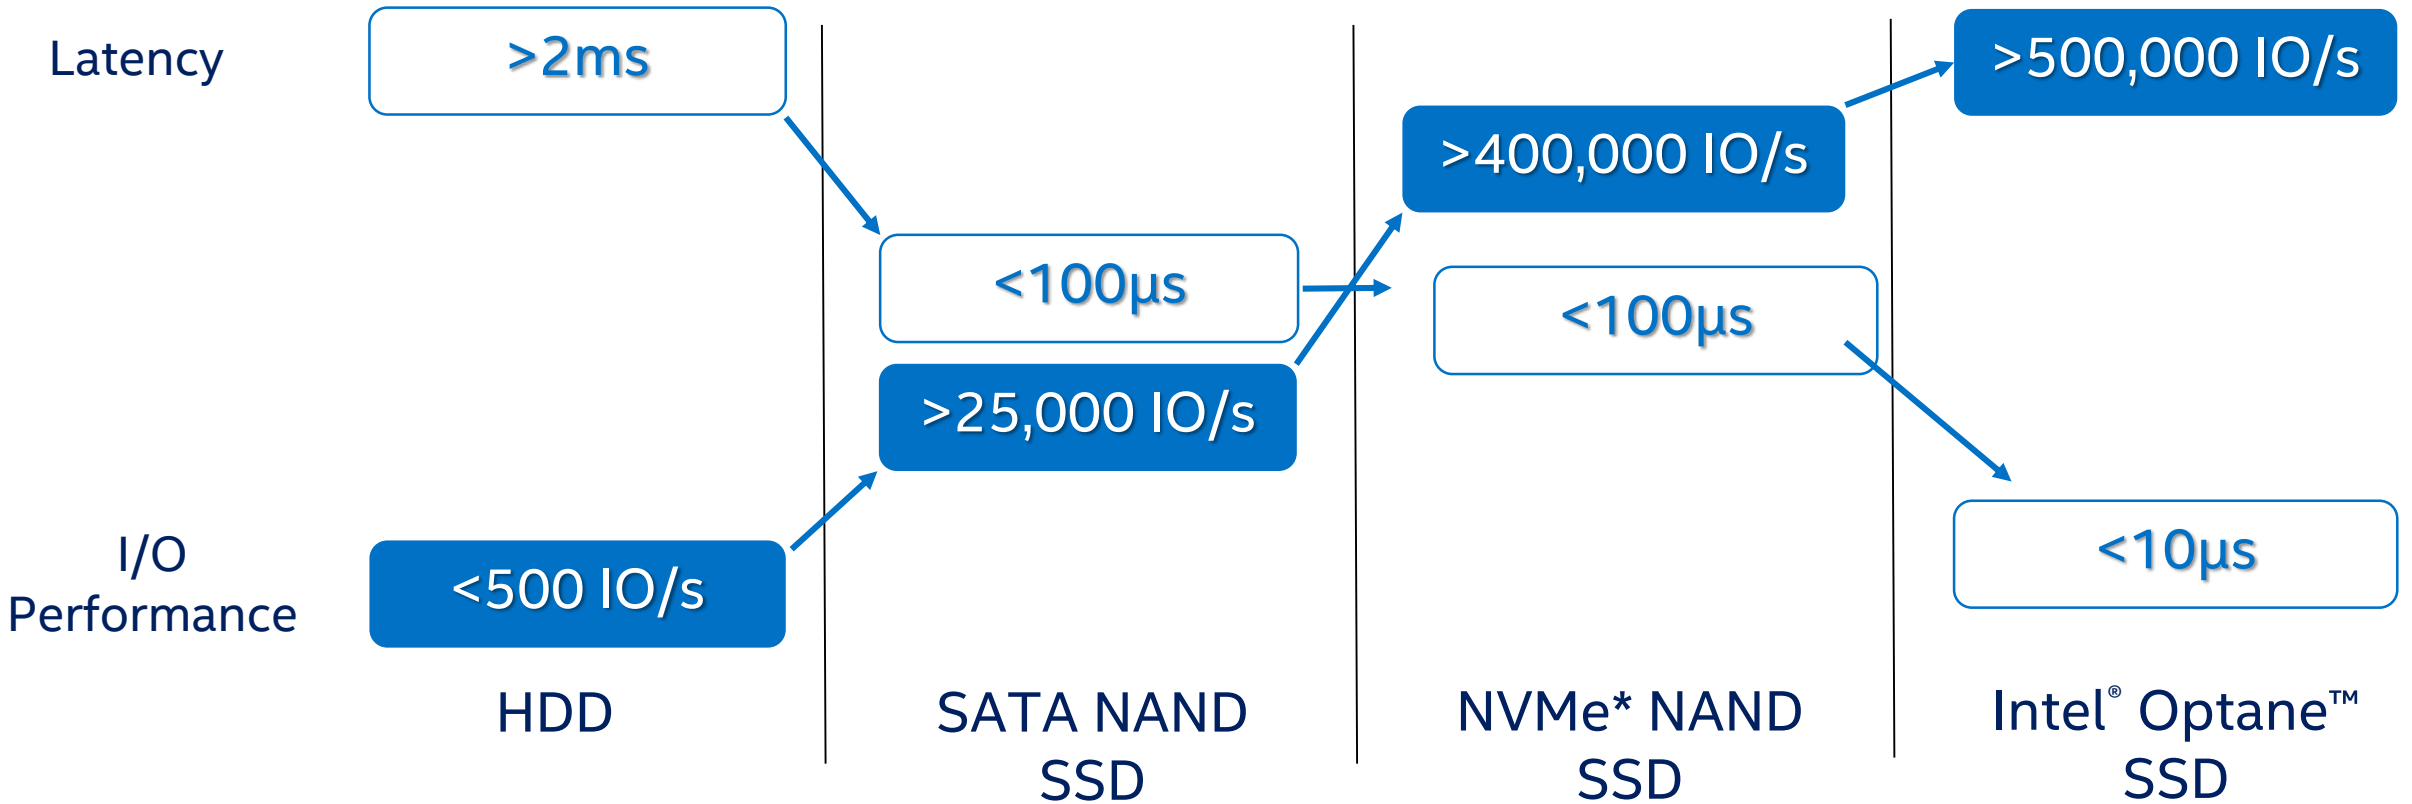 Latency
>2ms
>500,000 IO/s
>400,000 IO/s
<100µs
<100µs
>25,000 IO/s
<10µs
I/O
Performance
<500 IO/s
HDD
SATA NAND
SSD
NVMe* NAND
SSD
Intel® Optane™
SSD